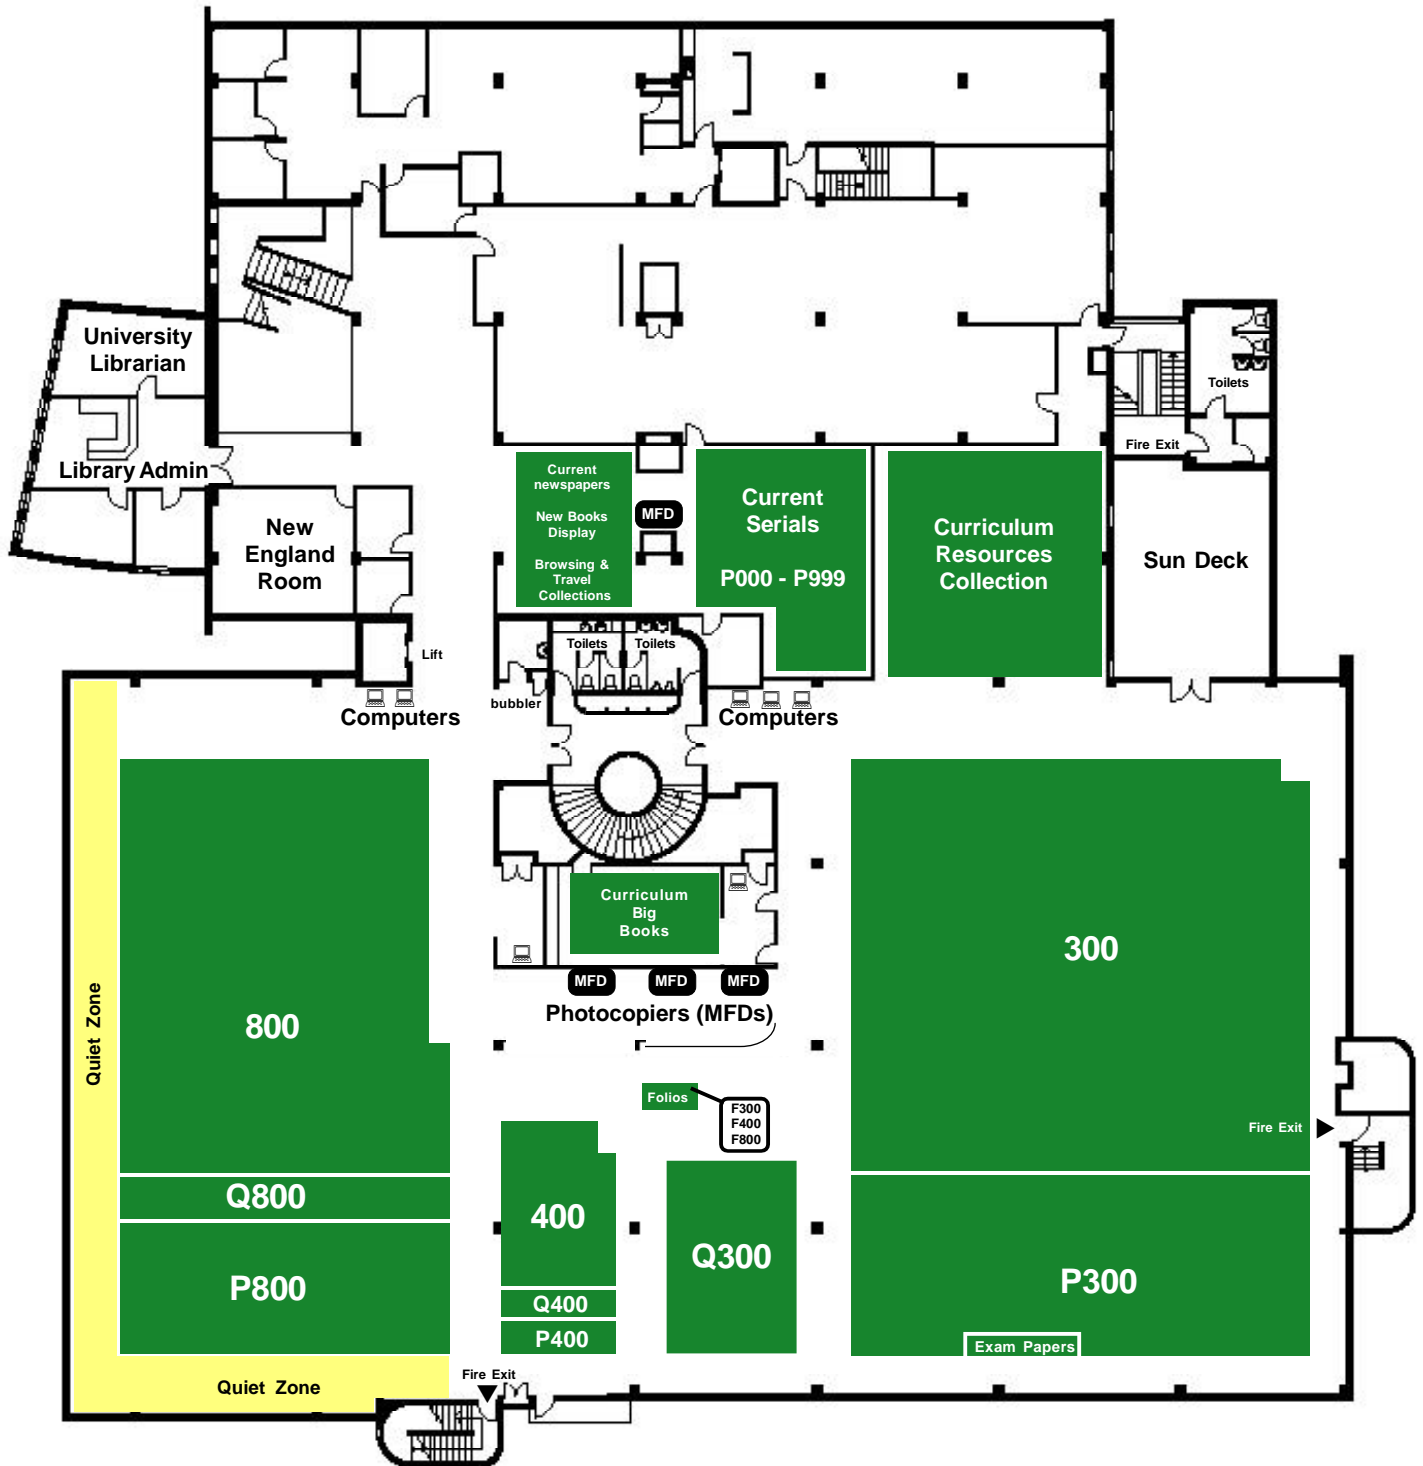 University
Librarian
Toilets
Library Admin
Fire Exit
Current
newspapers
New Books
Display
Browsing &
Travel
Collections
MFD
Current
Serials
P000 - P999
Curriculum
Resources
Collection
New
England
Room
Sun Deck
Lift
Toilets
Toilets
bubbler
Computers
Computers
Quiet Zone
800
Curriculum
Big
Books
300
MFD
MFD
MFD
Photocopiers (MFDs)
Folios
F300
F400
F800
Fire Exit
Q800
400
Q300
P800
P300
Q400
P400
Exam Papers
Quiet Zone
Fire Exit